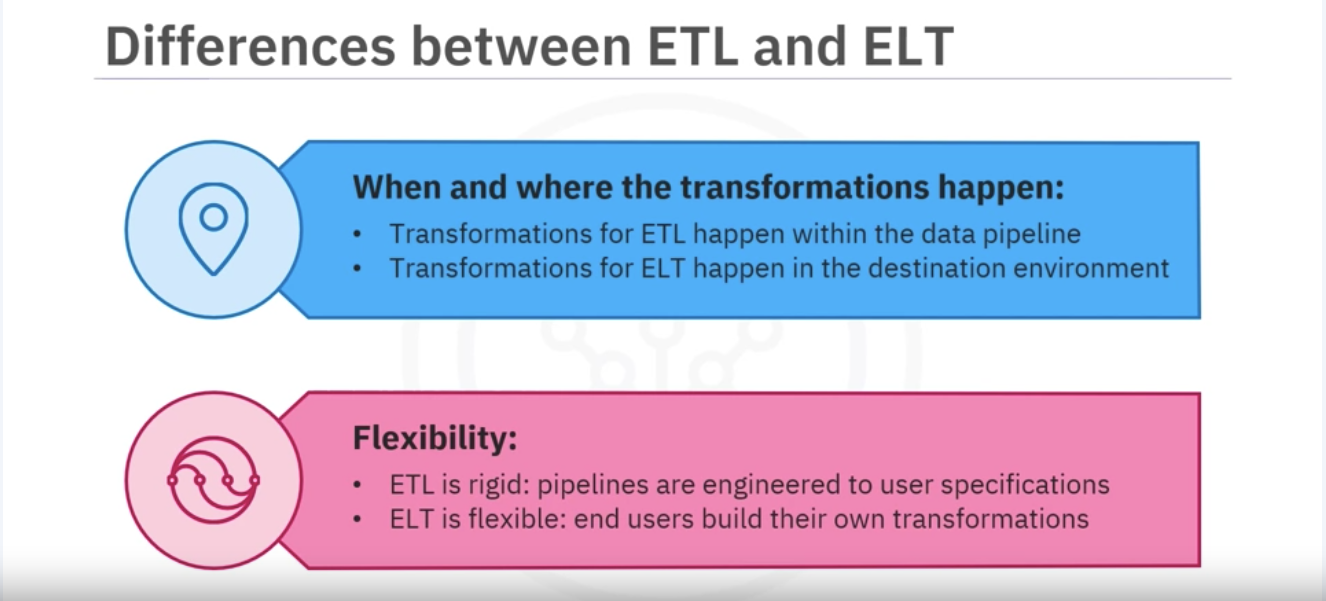 Differences between ETL and ELT
When and where the transformations happen:
• Transformations for ETL happen within the data pipeline
• Transformations for ELT happen in the destination environment
Flexibility:
• ETL is rigid: pipelines are engineered to user specifications
• ELT is flexible: end users build their own transformations